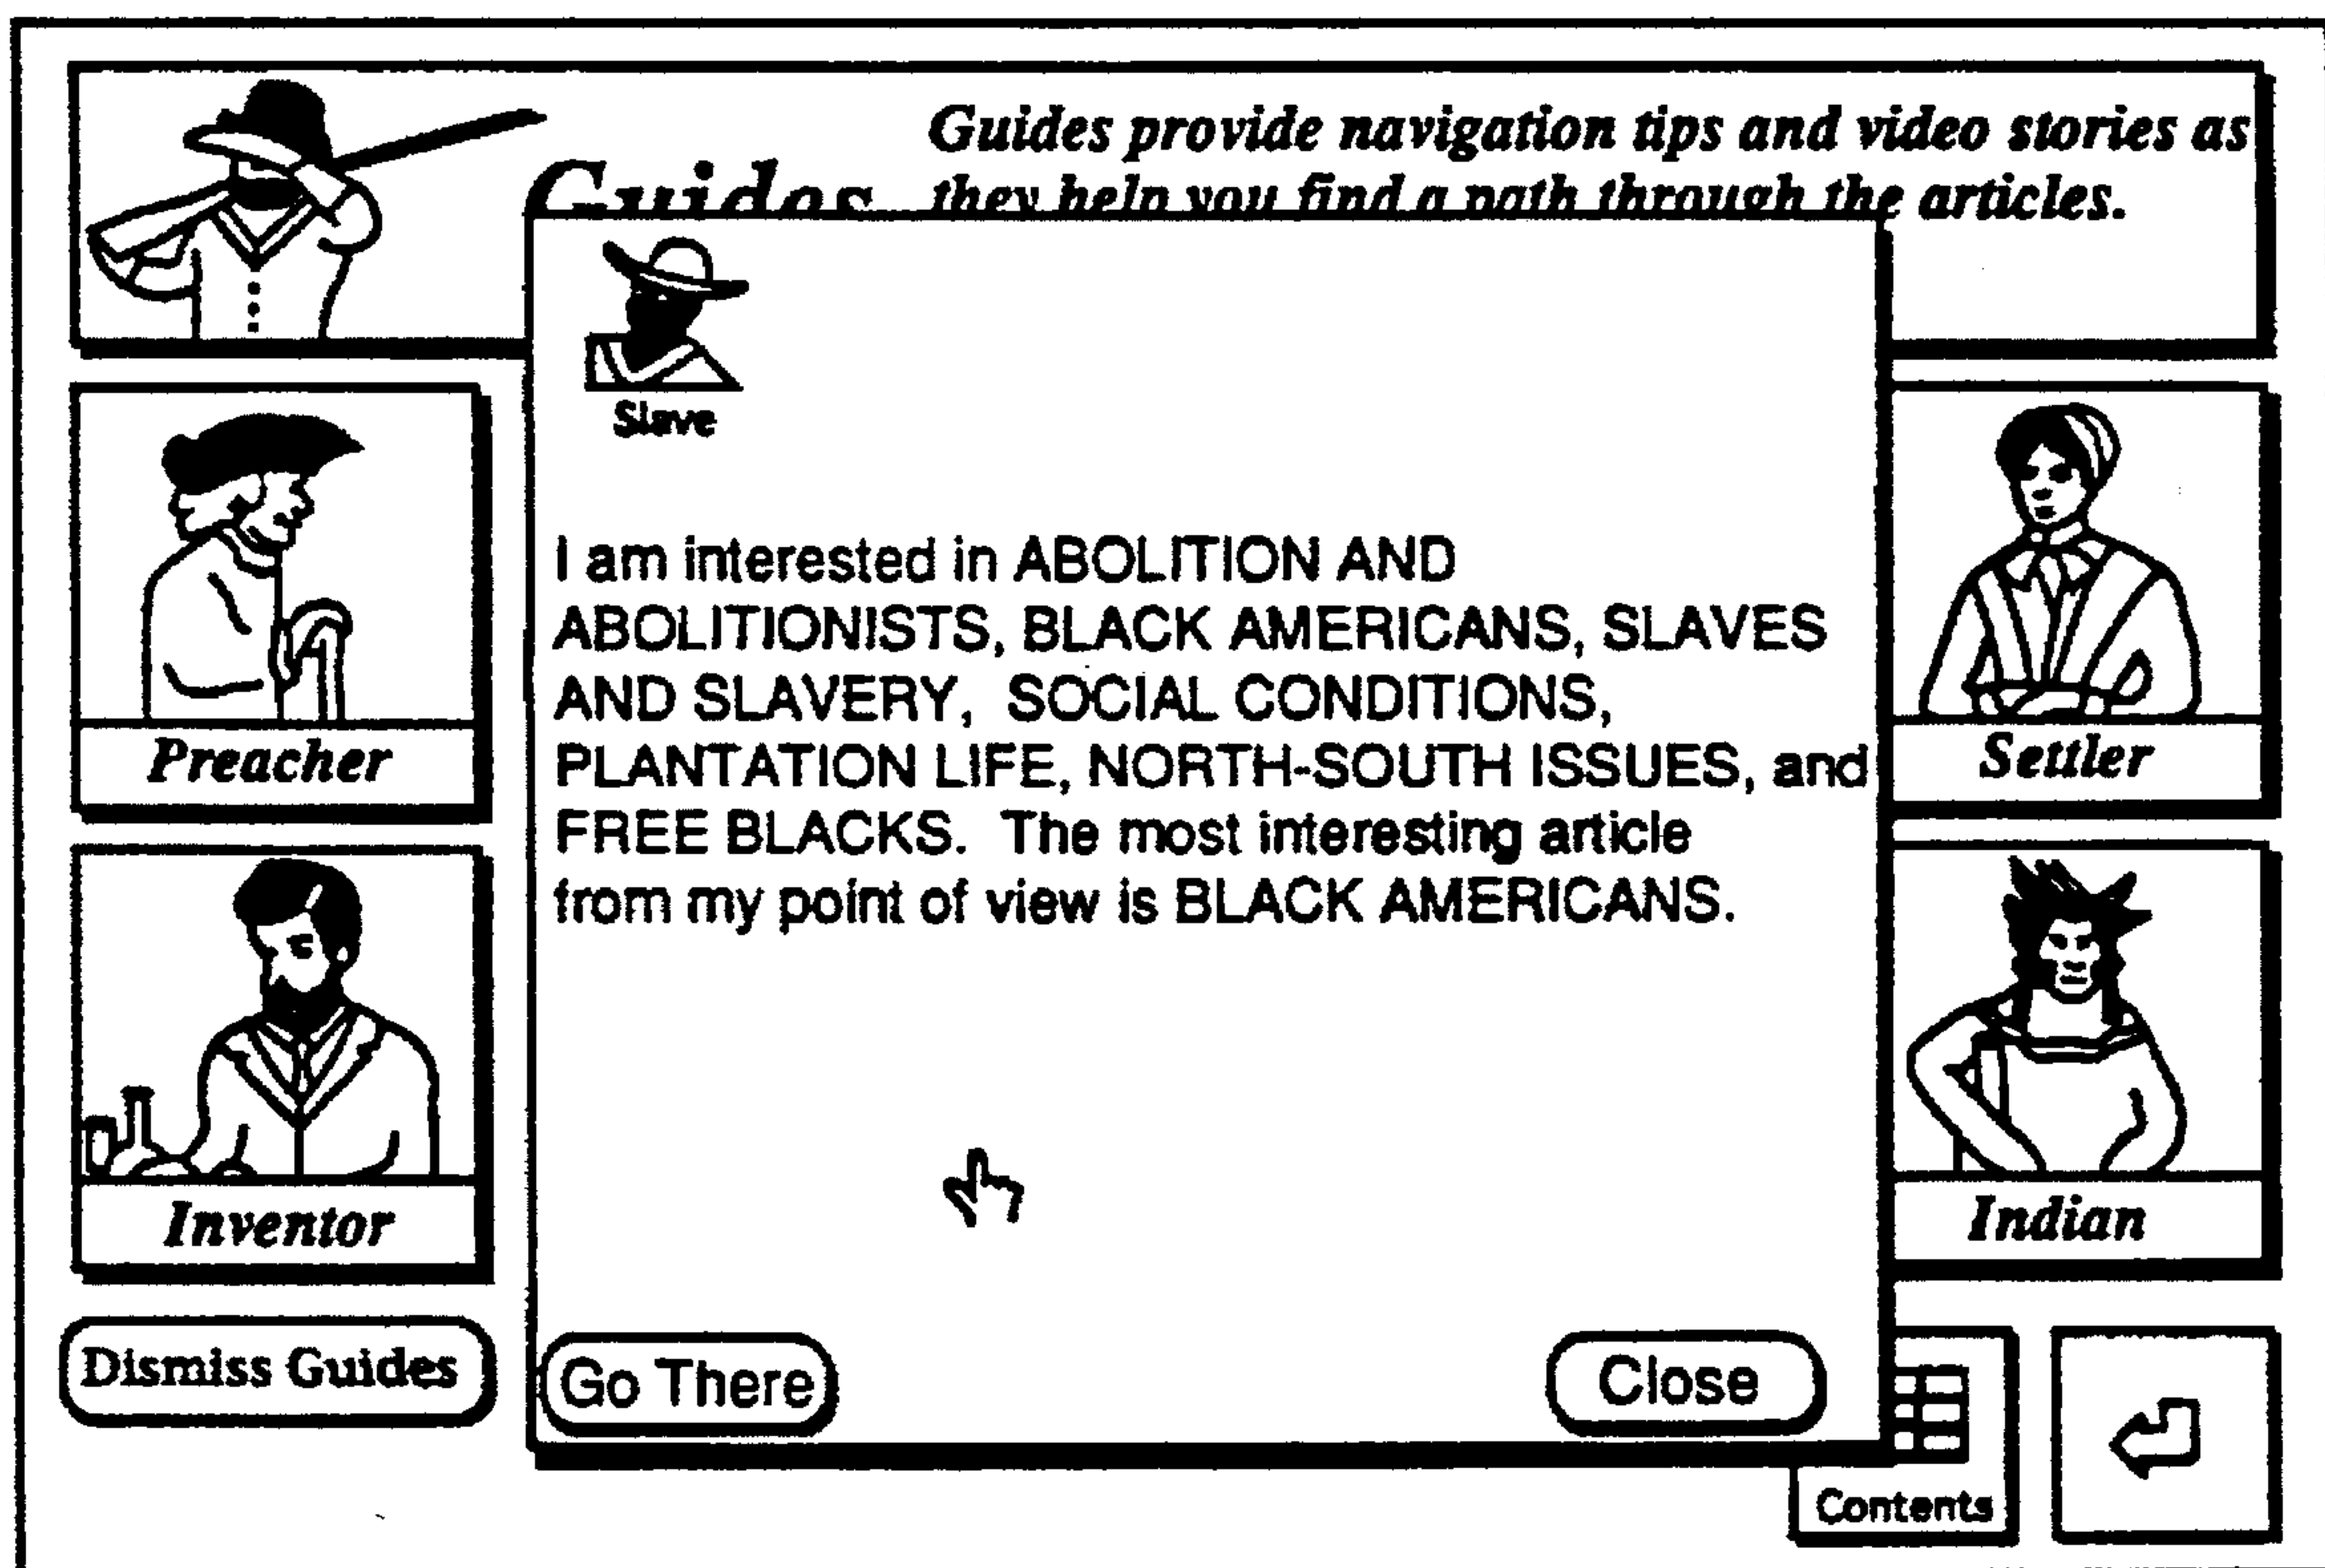 Guides provide navigation tips and video stories as
Guides they help you find a path through the articles.
Slave
I am interested in ABOLITION AND
ABOLITIONISTS, BLACK AMERICANS, SLAVES
AND SLAVERY,  SOCIAL CONDITIONS,
PLANTATION LIFE, NORTH-SOUTH ISSUES, and
FREE BLACKS.  The most interesting article
from my point of view is BLACK AMERICANS.
Preacher
Settler
Inventor
Indian
Dismiss Guides
Go There
Close
Contents